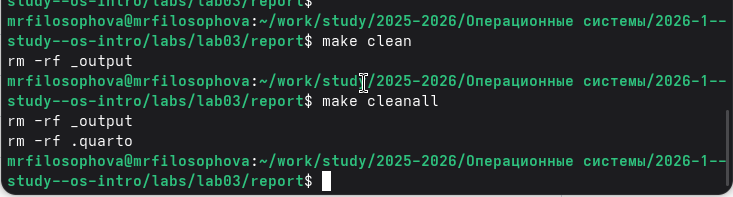 study--os-intro/labs/lab03/report$
mrfilosophova@mrfilosophova:~/work/study/2025-2026/Операционные системы/2026-1--
study--os-intro/labs/lab03/report$ make clean
rm -rf _output
mrfilosophova@mrfilosophova:~/work/study/2025-2026/Операционные системы/2026-1--
study--os-intro/labs/lab03/report$ make cleanall
rm -rf _output
rm -rf .quarto
mrfilosophova@mrfilosophova:~/work/study/2025-2026/Операционные системы/2026-1--
study--os-intro/labs/lab03/report$